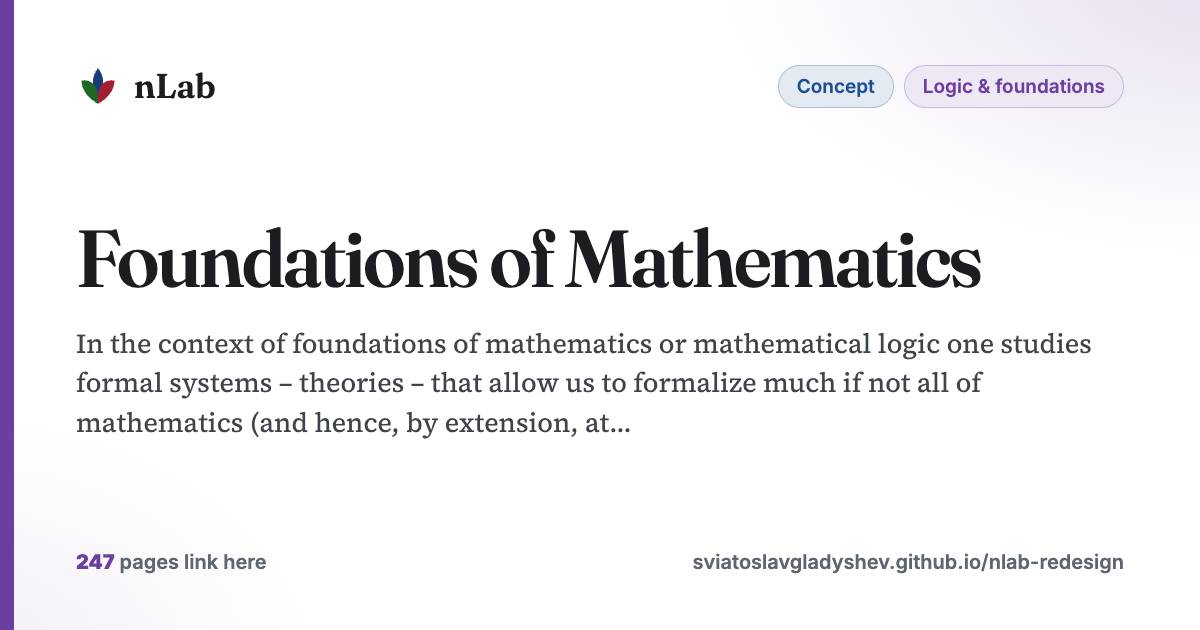 nLab
Concept
Logic & foundations
Foundations of Mathematics
In the context of foundations of mathematics or mathematical logic one studies
formal systems – theories – that allow us to formalize much if not all of
mathematics (and hence, by extension, at...
247 pages link here
sviatoslavgladyshev.github.io/nlab-redesign